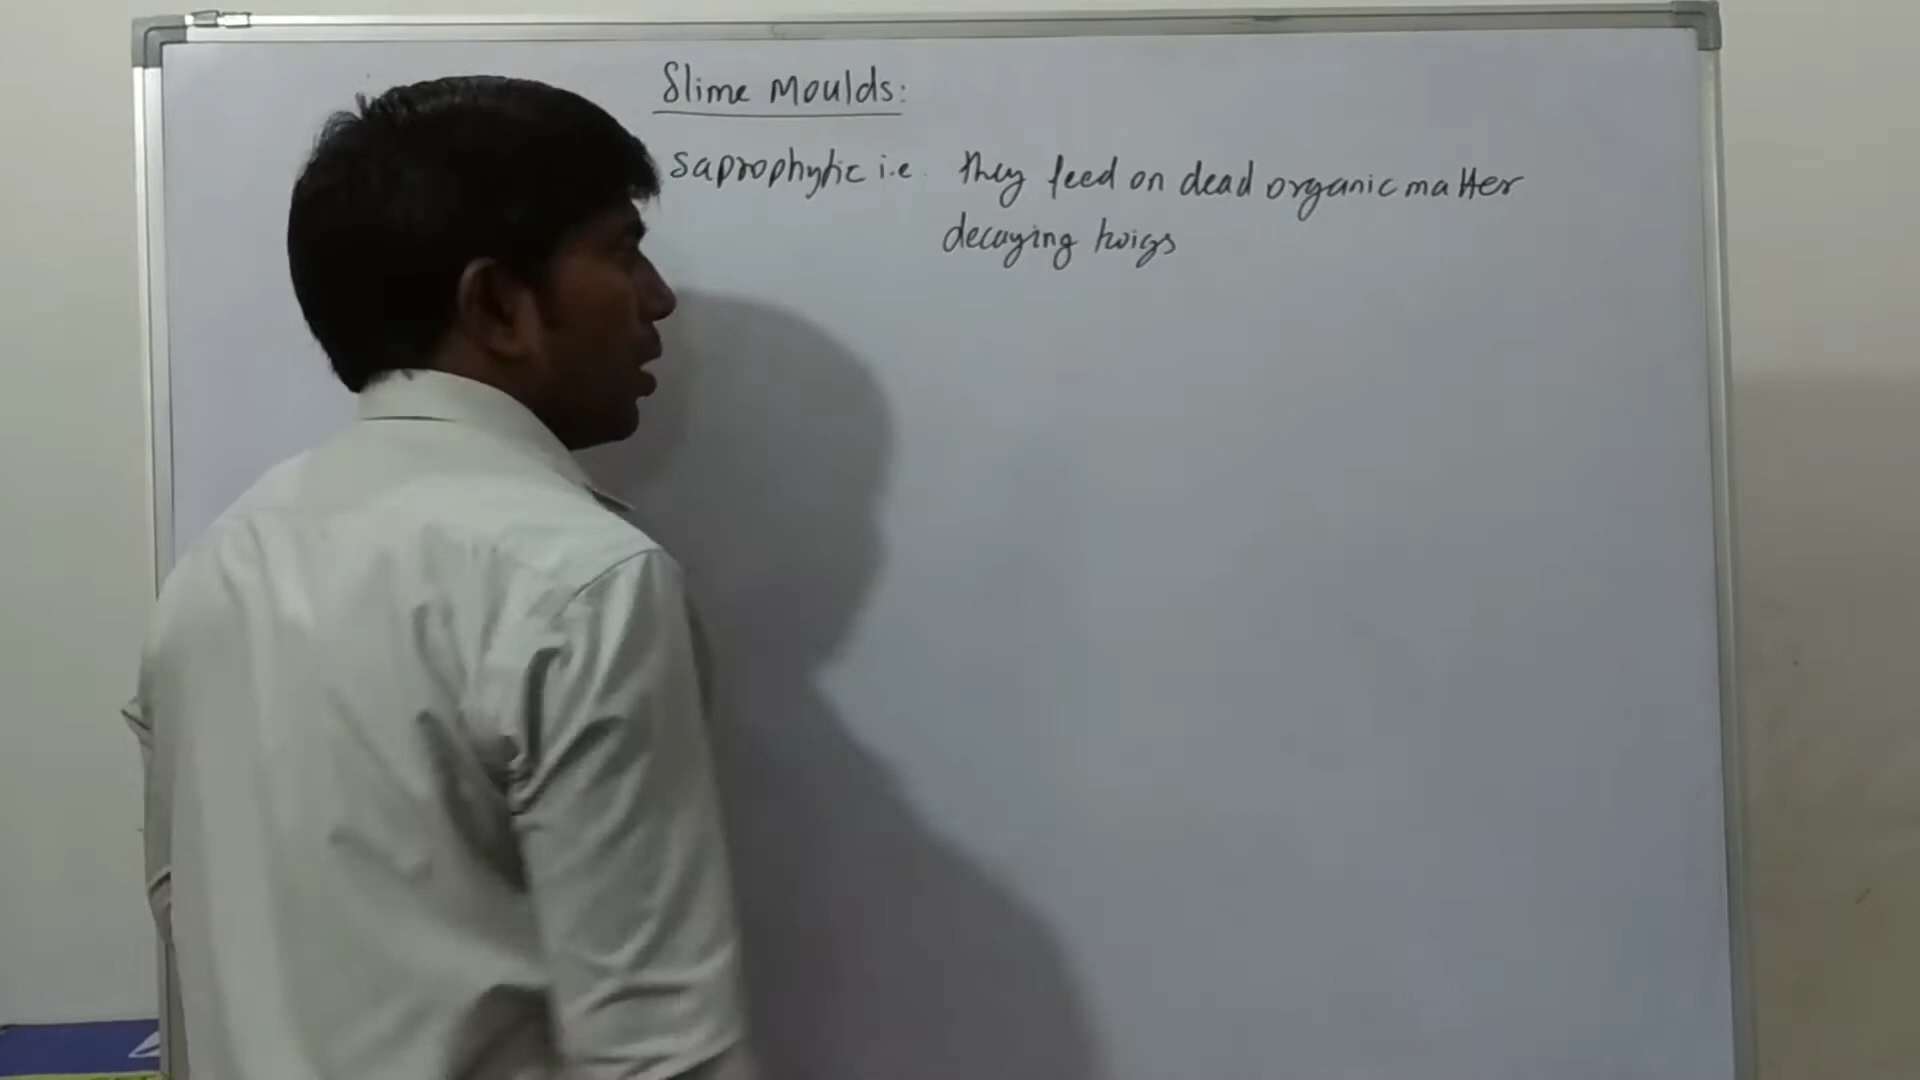 Slime Moulds:
saprophytic i.e. they feed on dead organic matter
decaying twigs